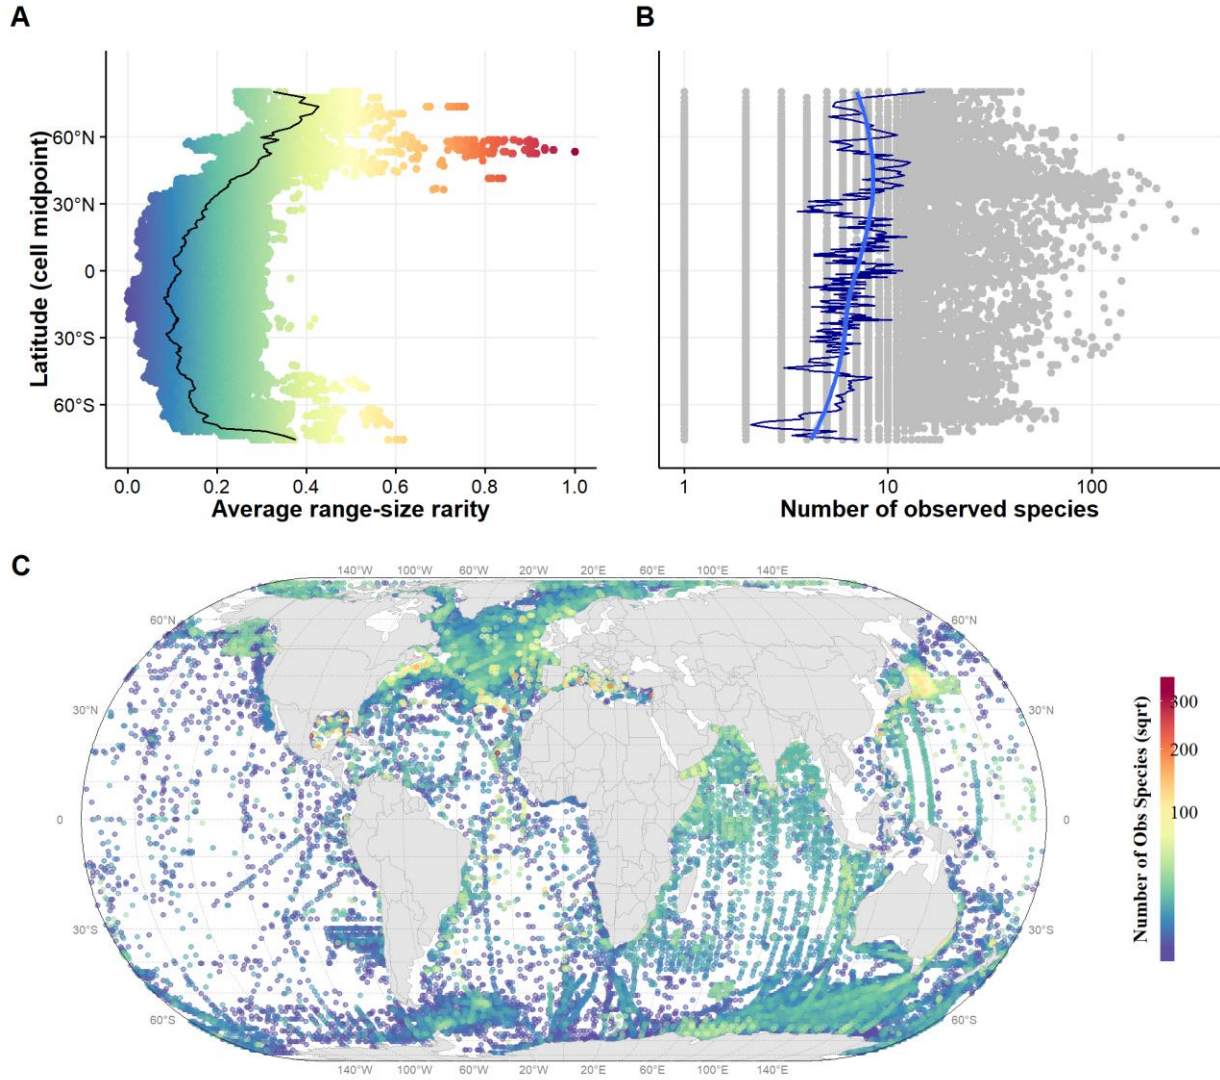 A
B
60°N
30°N
0
30°S
60°S
Latitude (cell midpoint)
0.0 0.2 0.4 0.6 0.8 1.0
Average range-size rarity
1 10 100
Number of observed species
C
140°W 100°W 60°W 20°W 20°E 60°E 100°E 140°E
60°N 60°N
30°N 30°N
0 0
30°S 30°S
60°S 60°S
140°W 100°W 60°W 20°W 20°E 60°E 100°E 140°E
Number of Obs Species (sqrt)
300
200
100